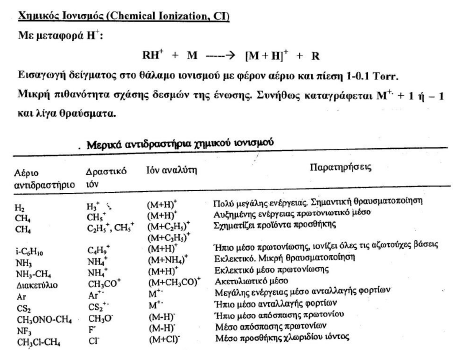 Χημικός Ιονισμός (Chemical Ionization, CI)
Με μεταφορά H⁺:
RH⁺ + M -----> [M + H]⁺ + R
Εισαγωγή δείγματος στο θάλαμο ιονισμού με φέρον αέριο και πίεση 1-0.1 Torr.
Μικρή πιθανότητα σχάσης δεσμών της ένωσης. Συνήθως καταγράφεται M⁺· + 1 ή – 1
και λίγα θραύσματα.
. Μερικά αντιδραστήρια χημικού ιονισμού
Αέριο αντιδραστήριο Δραστικό ιόν Ιόν αναλύτη Παρατηρήσεις
H₂ H₃⁺ (M+H)⁺ Πολύ μεγάλης ενέργειας. Σημαντική θραυσματοποίηση
CH₄ CH₅⁺ (M+H)⁺ Αυξημένης ενέργειας πρωτονιωτικό μέσο
CH₄ C₂H₅⁺, CH₅⁺ (M+C₂H₅)⁺ Σχηματίζει προϊόντα προσθήκης
(M+C₃H₅)⁺
i-C₆H₁₀ C₄H₉⁺ (M+H)⁺ Ήπιο μέσο πρωτονίωσης, ιονίζει όλες τις αζωτούχες βάσεις
NH₃ NH₄⁺ (M+NH₄)⁺ Εκλεκτικό. Μικρή θραυσματοποίηση
NH₃-CH₄ NH₄⁺ (M+H)⁺ Εκλεκτικό μέσο πρωτονίωσης
Διακετύλιο CH₃CO⁺ (M+CH₃CO)⁺ Ακετυλιωτικό μέσο
Ar Ar⁺· M⁺· Μεγάλης ενέργειας μέσο ανταλλαγής φορτίων
CS₂ CS₂⁺· M⁺· Ήπιο μέσο ανταλλαγής φορτίων
CH₃ONO-CH₄ CH₃O⁻ (M-H)⁻ Ήπιο μέσο απόσπασης πρωτονίου
NF₃ F⁻ (M-H)⁻ Μέσο απόσπασης πρωτονίων
CH₃Cl-CH₄ Cl⁻ (M+Cl)⁻ Μέσο προσθήκης χλωριδίου ιόντος